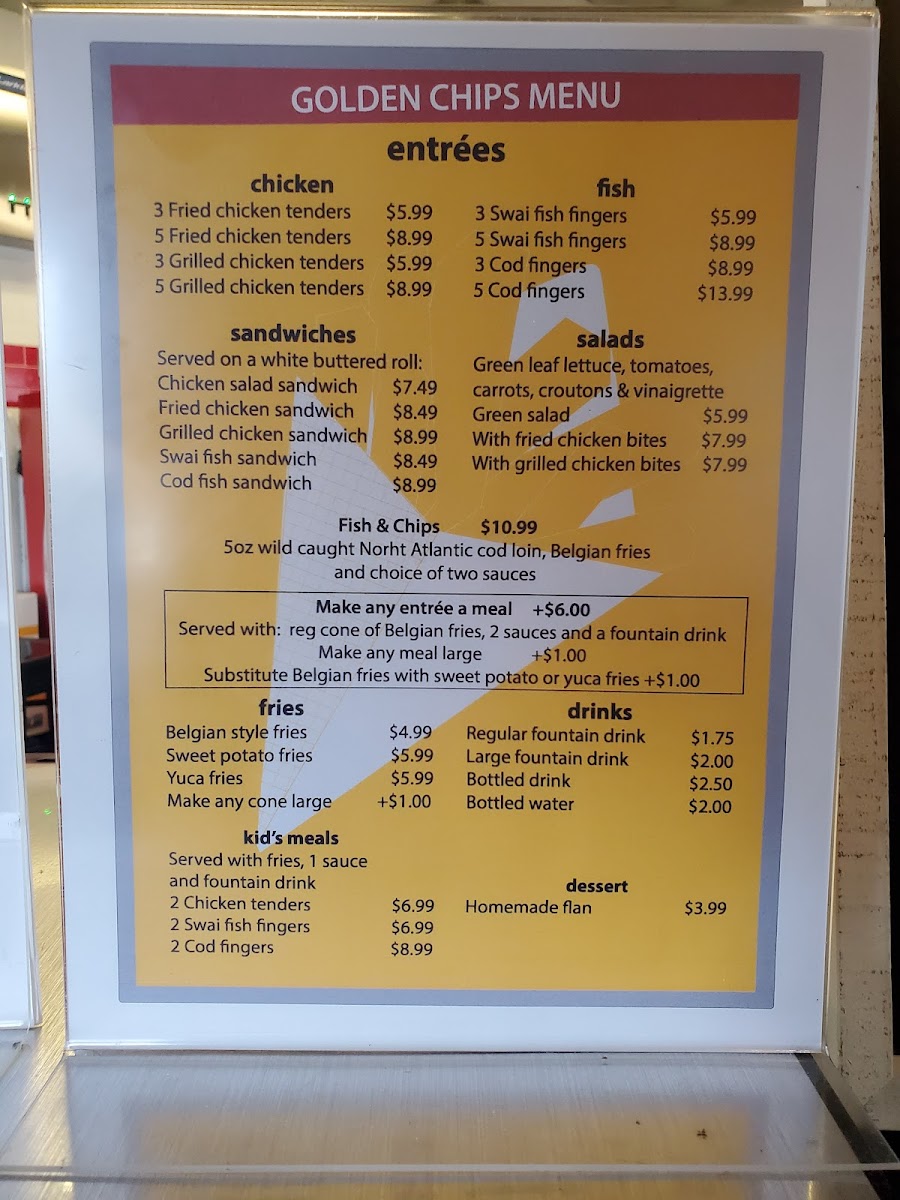 GOLDEN CHIPS MENU
entrées
chicken
3 Fried chicken tenders $5.99
5 Fried chicken tenders $8.99
3 Grilled chicken tenders $5.99
5 Grilled chicken tenders $8.99
fish
3 Swai fish fingers $5.99
5 Swai fish fingers $8.99
3 Cod fingers $8.99
5 Cod fingers $13.99
sandwiches
Served on a white buttered roll:
Chicken salad sandwich $7.49
Fried chicken sandwich $8.49
Grilled chicken sandwich $8.99
Swai fish sandwich $8.49
Cod fish sandwich $8.99
salads
Green leaf lettuce, tomatoes,
carrots, croutons & vinaigrette
Green salad $5.99
With fried chicken bites $7.99
With grilled chicken bites $7.99
Fish & Chips $10.99
5oz wild caught Norht Atlantic cod loin, Belgian fries
and choice of two sauces
Make any entrée a meal +$6.00
Served with: reg cone of Belgian fries, 2 sauces and a fountain drink
Make any meal large +$1.00
Substitute Belgian fries with sweet potato or yuca fries +$1.00
fries
Belgian style fries $4.99
Sweet potato fries $5.99
Yuca fries $5.99
Make any cone large +$1.00
drinks
Regular fountain drink $1.75
Large fountain drink $2.00
Bottled drink $2.50
Bottled water $2.00
kid's meals
Served with fries, 1 sauce
and fountain drink
2 Chicken tenders $6.99
2 Swai fish fingers $6.99
2 Cod fingers $8.99
dessert
Homemade flan $3.99